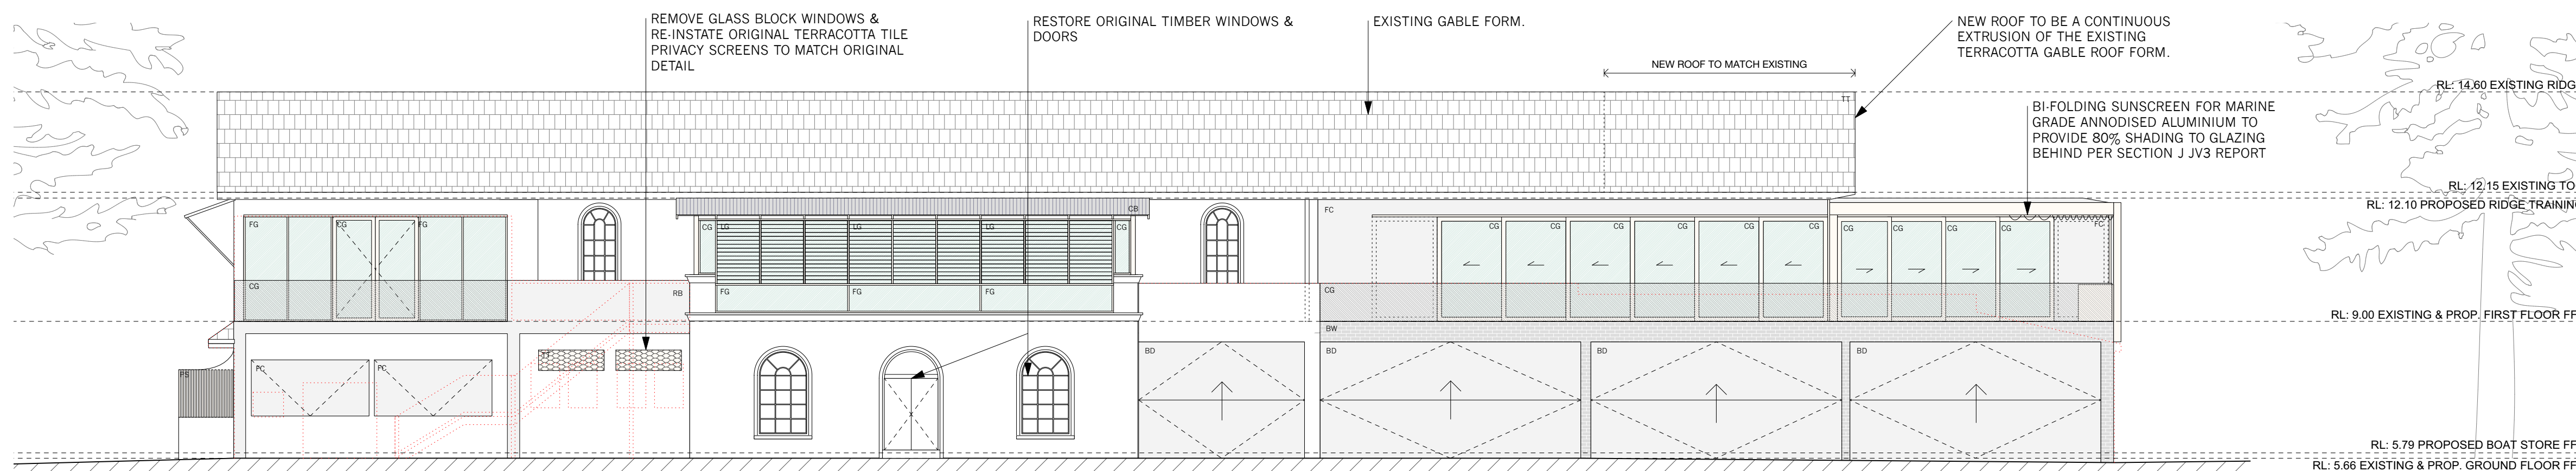 REMOVE GLASS BLOCK WINDOWS &
RE-INSTATE ORIGINAL TERRACOTTA TILE
PRIVACY SCREENS TO MATCH ORIGINAL
DETAIL
RESTORE ORIGINAL TIMBER WINDOWS &
DOORS
EXISTING GABLE FORM.
NEW ROOF TO BE A CONTINUOUS
EXTRUSION OF THE EXISTING
TERRACOTTA GABLE ROOF FORM.
NEW ROOF TO MATCH EXISTING
BI-FOLDING SUNSCREEN FOR MARINE
GRADE ANNODISED ALUMINIUM TO
PROVIDE 80% SHADING TO GLAZING
BEHIND PER SECTION J JV3 REPORT
RL: 14.60 EXISTING RIDG
TT
RL: 12.15 EXISTING TO
RL: 12.10 PROPOSED RIDGE TRAINING
CB
FC
FG
CG
FG
CG
LG
LG
LG
CG
CG
CG
CG
CG
CG
CG
CG
CG
CG
CG
FC
CG
RB
FG
FG
FG
CG
RL: 9.00 EXISTING & PROP. FIRST FLOOR FF
BW
BD
BD
BD
BD
TT
PS
PC
PC
RL: 5.79 PROPOSED BOAT STORE FF
RL: 5.66 EXISTING & PROP. GROUND FLOOR FF